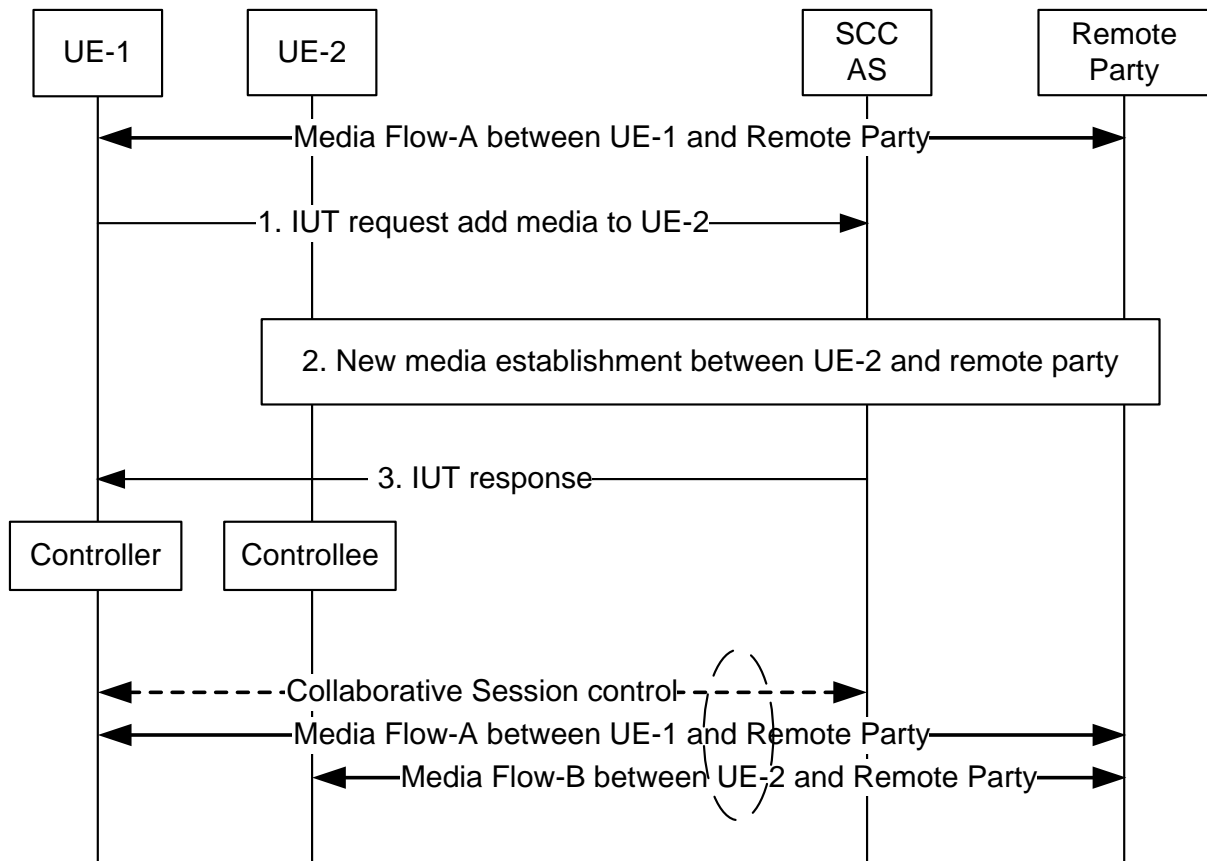 UE-1
UE-2
SCC
AS
Remote
Party
Media Flow-A between UE-1 and Remote Party
1. IUT request add media to UE-2
2. New media establishment between UE-2 and remote party
3. IUT response
Controller
Controllee
Collaborative Session control
Media Flow-A between UE-1 and Remote Party
Media Flow-B between UE-2 and Remote Party